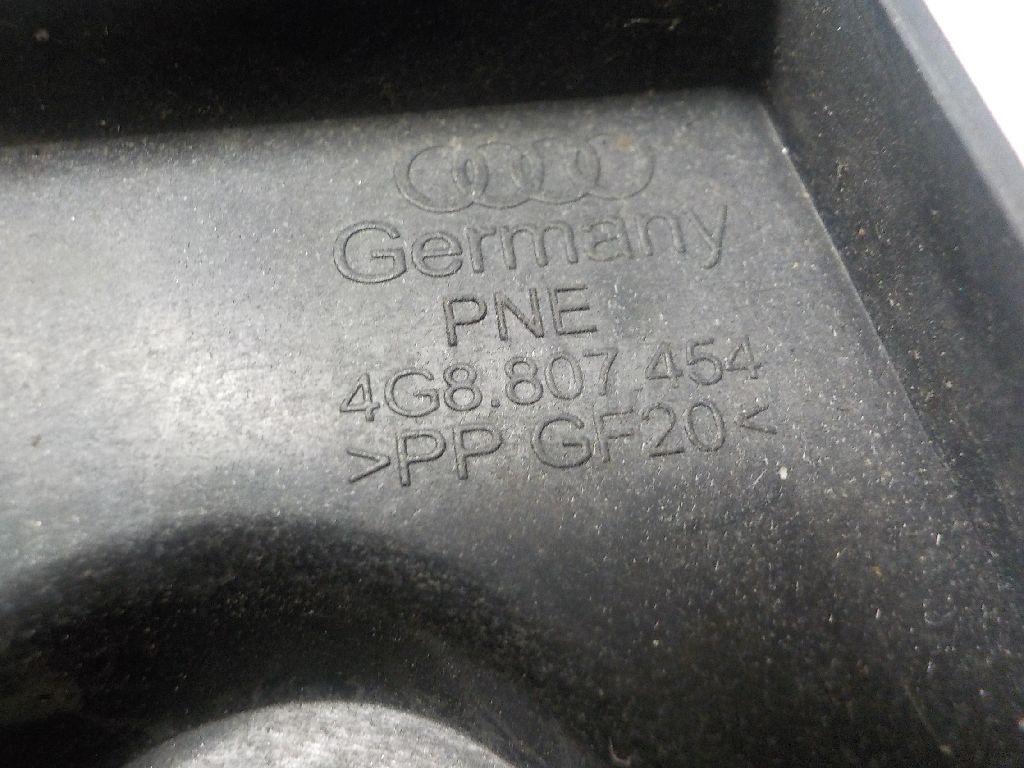 Germany
PNE
4G8.807.454
>PP GF20<